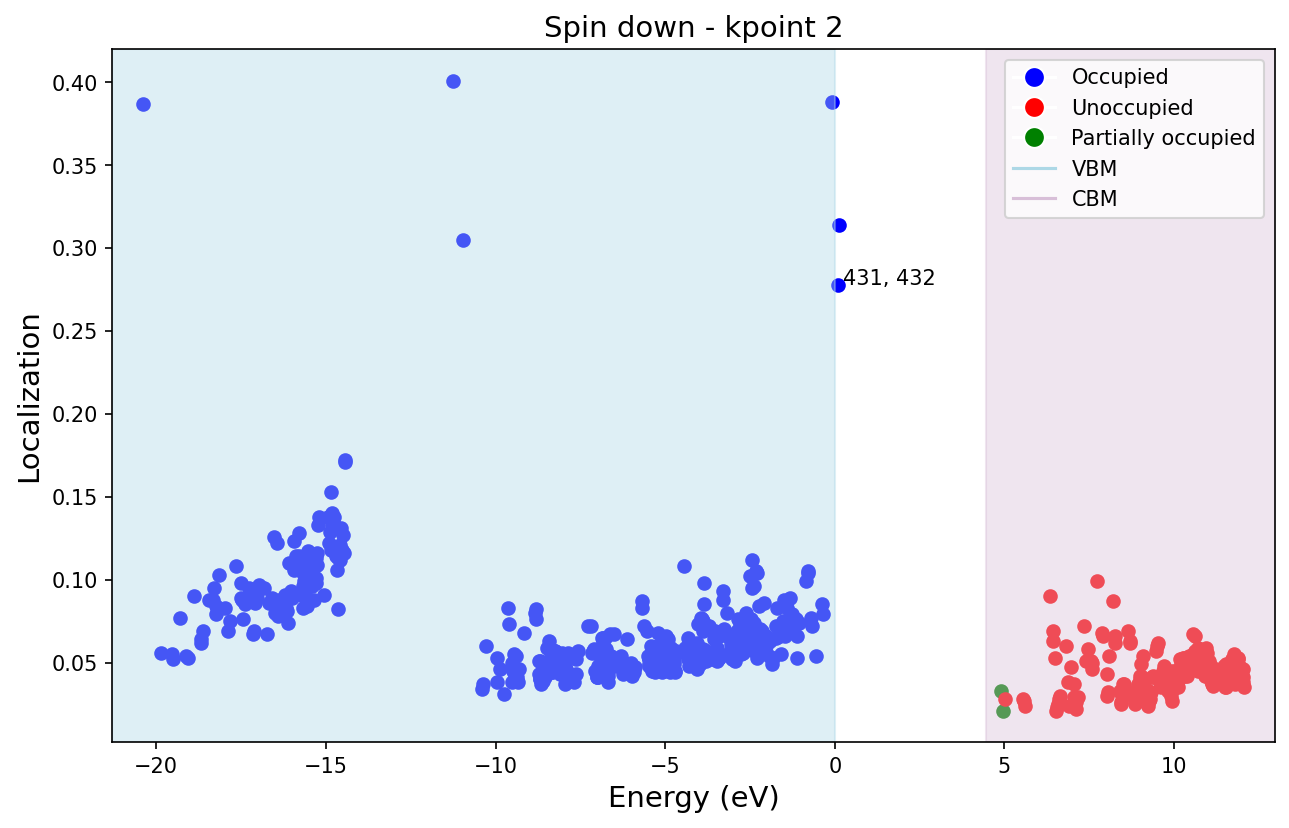 Spin down - kpoint 2
Localization
0.40
0.35
0.30
0.25
0.20
0.15
0.10
0.05
431, 432
Occupied
Unoccupied
Partially occupied
VBM
CBM
−20
−15
−10
−5
0
5
10
Energy (eV)